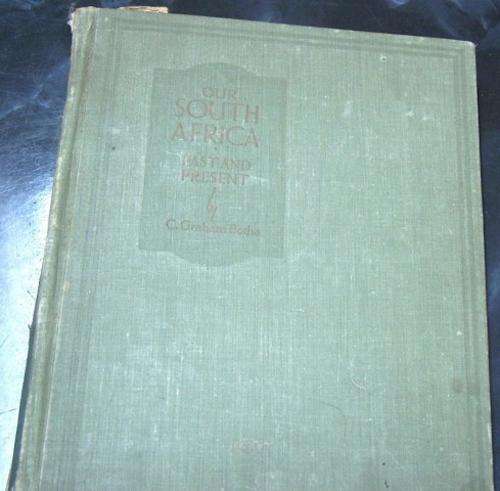 OUR
SOUTH
AFRICA
PAST AND
PRESENT
by
C. Graham Botha